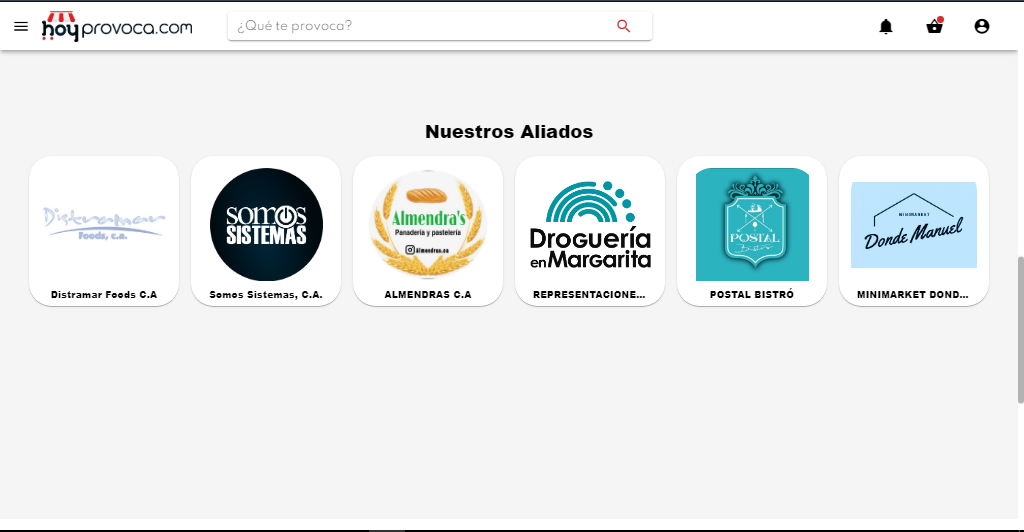 hoyprovoca.com
¿Qué te provoca?
Nuestros Aliados
Distramar
Foods, c.a.
Distramar Foods C.A
SOMOS
SISTEMAS
Somos Sistemas, C.A.
Almendra's
Panadería y pastelería
almendras.ca
ALMENDRAS C.A
Droguería
en Margarita
REPRESENTACIONE...
POSTAL
Bistró
POSTAL BISTRÓ
MINIMARKET
Donde Manuel
MINIMARKET DOND...